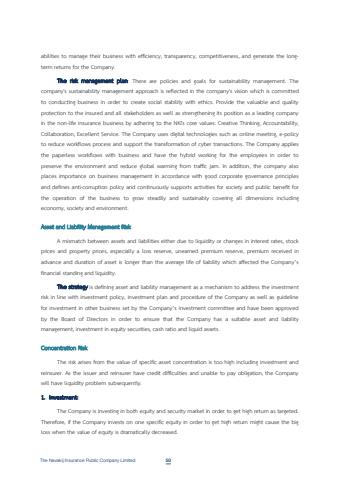 abilities to manage their business with efficiency, transparency, competitiveness, and generate the long-
term returns for the Company.
The risk management plan There are policies and goals for sustainability management. The
company's sustainability management approach is reflected in the company's vision which is committed
to conducting business in order to create social stability with ethics. Provide the valuable and quality
protection to the insured and all stakeholders as well as strengthening its position as a leading company
in the non-life insurance business by adhering to the NKI's core values: Creative Thinking, Accountability,
Collaboration, Excellent Service. The Company uses digital technologies such as online meeting, e-policy
to reduce workflows process and support the transformation of cyber transactions. The Company applies
the paperless workflows with business and have the hybrid working for the employees in order to
preserve the environment and reduce global warming from traffic jam. In addition, the company also
places importance on business management in accordance with good corporate governance principles
and defines anti-corruption policy and continuously supports activities for society and public benefit for
the operation of the business to grow steadily and sustainably covering all dimensions including
economy, society and environment.
Asset and Liability Management Risk
A mismatch between assets and liabilities either due to liquidity or changes in interest rates, stock
prices and property prices, especially a loss reserve, unearned premium reserve, premium received in
advance and duration of asset is longer than the average life of liability which affected the Company's
financial standing and liquidity.
The strategy is defining asset and liability management as a mechanism to address the investment
risk in line with investment policy, investment plan and procedure of the Company as well as guideline
for investment in other business set by the Company's investment committee and have been approved
by the Board of Directors in order to ensure that the Company has a suitable asset and liability
management, investment in equity securities, cash ratio and liquid assets.
Concentration Risk
The risk arises from the value of specific asset concentration is too high including investment and
reinsurer. As the issuer and reinsurer have credit difficulties and unable to pay obligation, the Company
will have liquidity problem subsequently.
1. Investment
The Company is investing in both equity and security market in order to get high return as targeted.
Therefore, if the Company invests on one specific equity in order to get high return might cause the big
loss when the value of equity is dramatically decreased.
The Navakij Insurance Public Company Limited 50